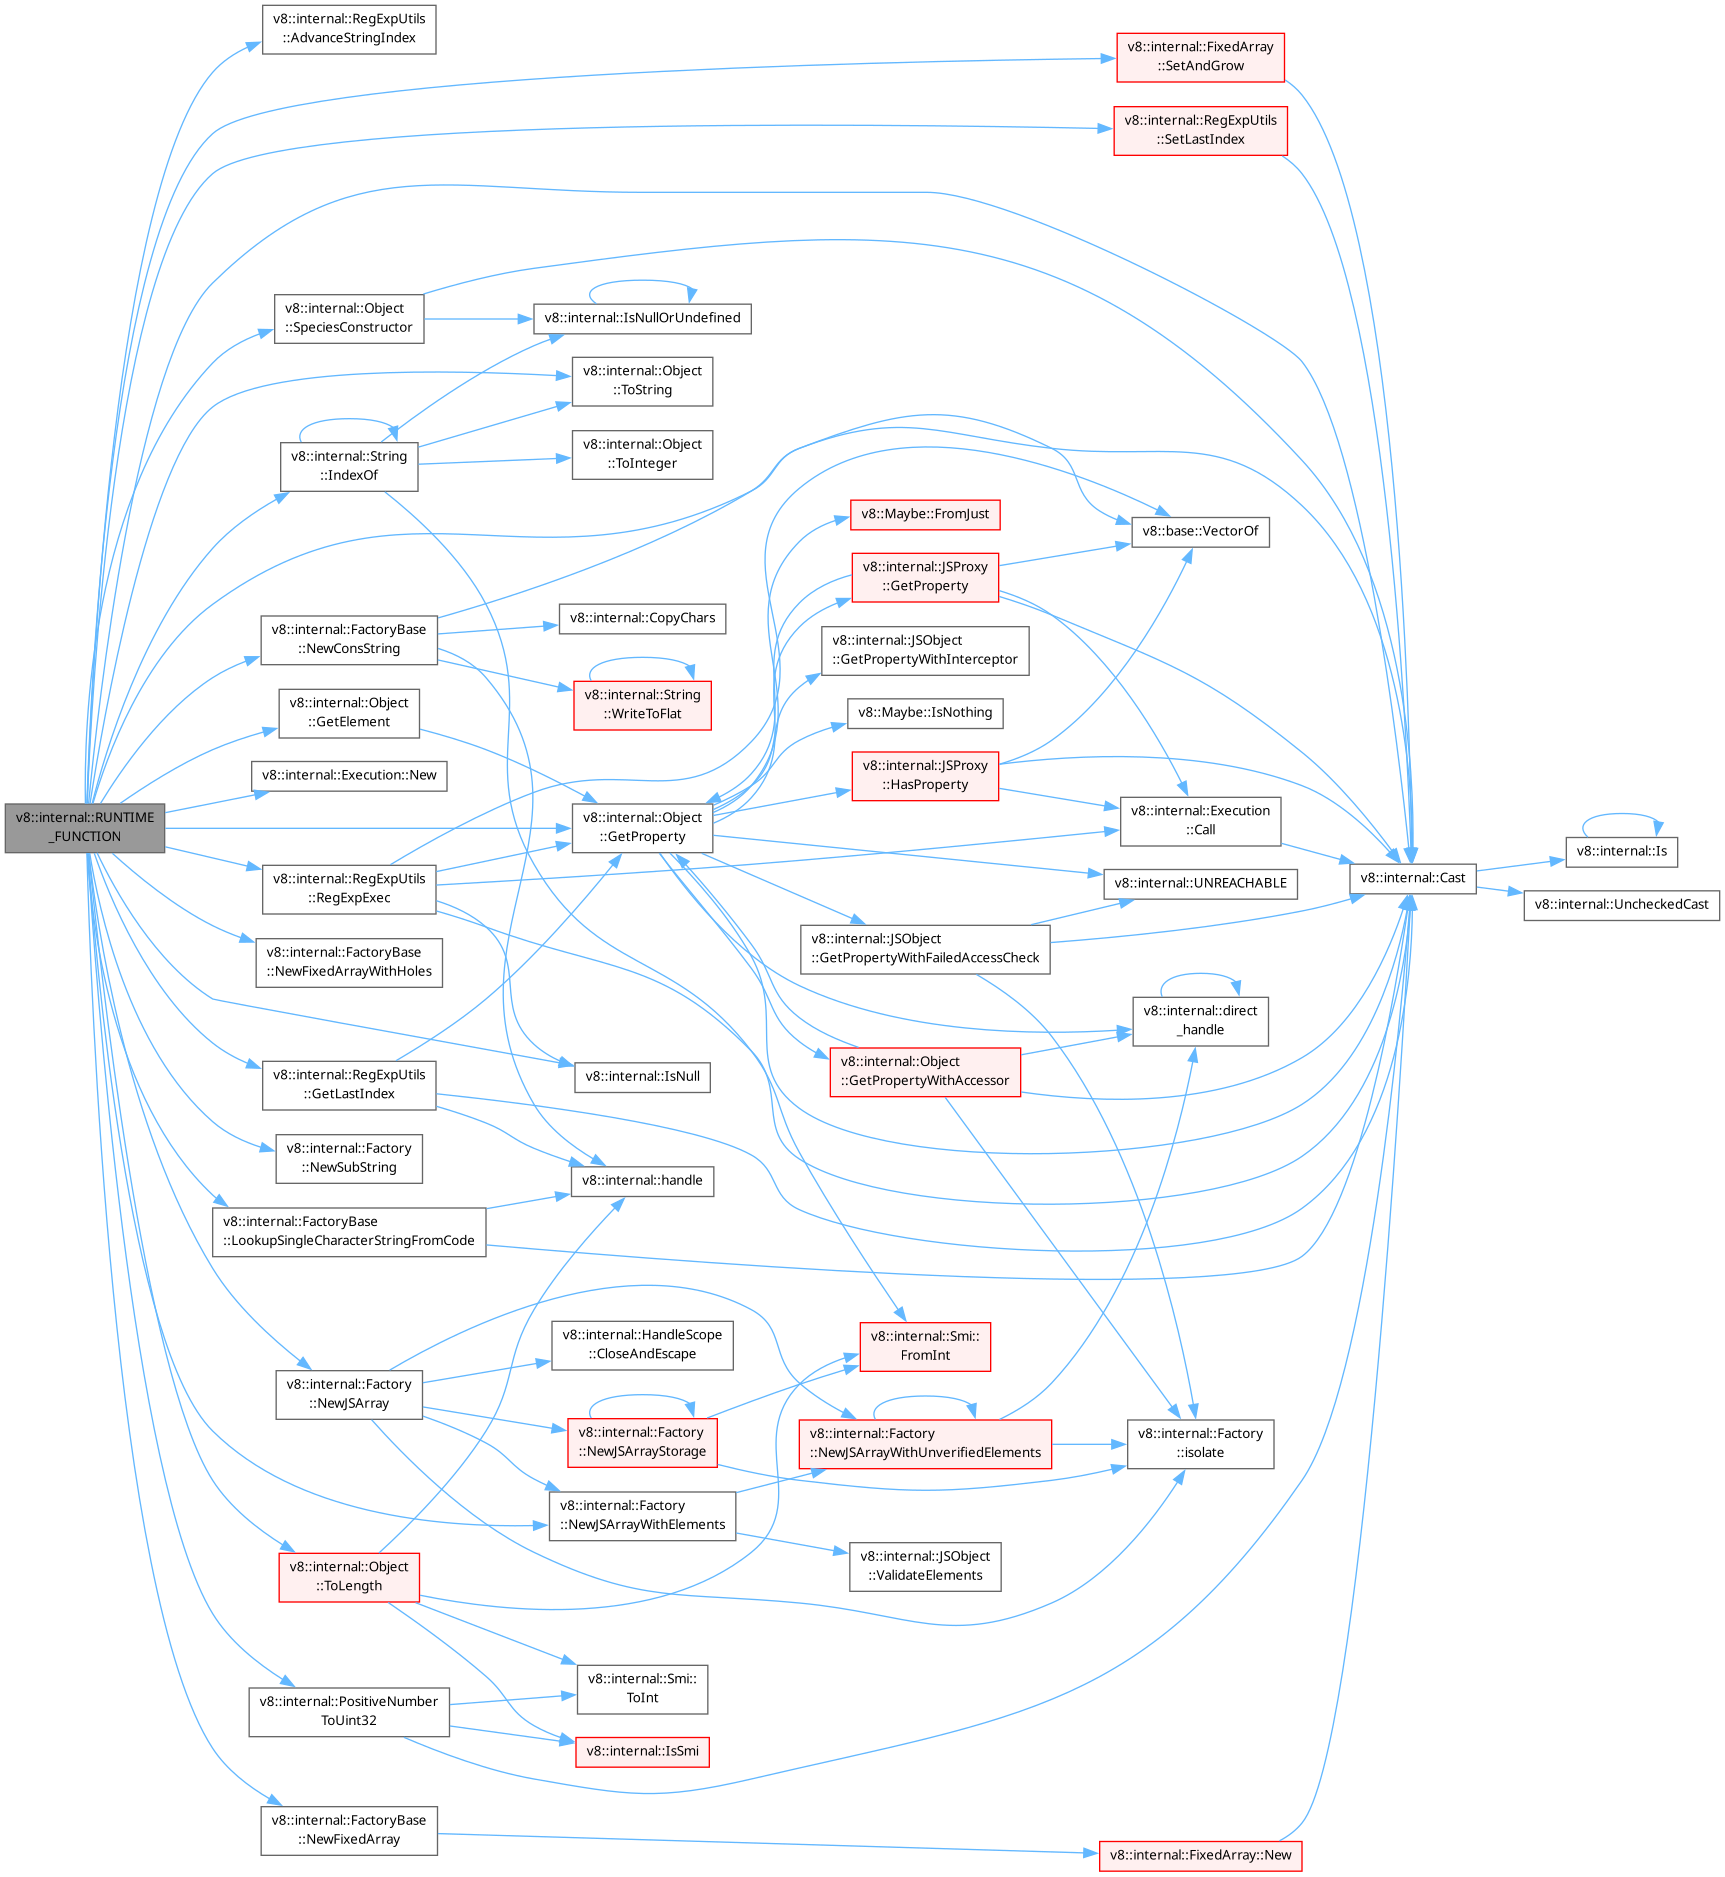 v8::internal::RegExpUtils
::AdvanceStringIndex
v8::internal::FixedArray
::SetAndGrow
v8::internal::RegExpUtils
::SetLastIndex
v8::internal::Object
::SpeciesConstructor
v8::internal::IsNullOrUndefined
v8::internal::Object
::ToString
v8::internal::String
::IndexOf
v8::internal::Object
::ToInteger
v8::Maybe::FromJust
v8::base::VectorOf
v8::internal::JSProxy
::GetProperty
v8::internal::FactoryBase
::NewConsString
v8::internal::CopyChars
v8::internal::JSObject
::GetPropertyWithInterceptor
v8::internal::String
::WriteToFlat
v8::internal::Object
::GetElement
v8::Maybe::IsNothing
v8::internal::Execution::New
v8::internal::JSProxy
::HasProperty
v8::internal::RUNTIME
_FUNCTION
v8::internal::Object
::GetProperty
v8::internal::Execution
::Call
v8::internal::Is
v8::internal::RegExpUtils
::RegExpExec
v8::internal::UNREACHABLE
v8::internal::Cast
v8::internal::UncheckedCast
v8::internal::FactoryBase
::NewFixedArrayWithHoles
v8::internal::JSObject
::GetPropertyWithFailedAccessCheck
v8::internal::direct
_handle
v8::internal::RegExpUtils
::GetLastIndex
v8::internal::IsNull
v8::internal::Object
::GetPropertyWithAccessor
v8::internal::Factory
::NewSubString
v8::internal::handle
v8::internal::FactoryBase
::LookupSingleCharacterStringFromCode
v8::internal::HandleScope
::CloseAndEscape
v8::internal::Smi::
FromInt
v8::internal::Factory
::NewJSArray
v8::internal::Factory
::NewJSArrayStorage
v8::internal::Factory
::NewJSArrayWithUnverifiedElements
v8::internal::Factory
::isolate
v8::internal::Factory
::NewJSArrayWithElements
v8::internal::Object
::ToLength
v8::internal::JSObject
::ValidateElements
v8::internal::PositiveNumber
ToUint32
v8::internal::Smi::
ToInt
v8::internal::IsSmi
v8::internal::FactoryBase
::NewFixedArray
v8::internal::FixedArray::New